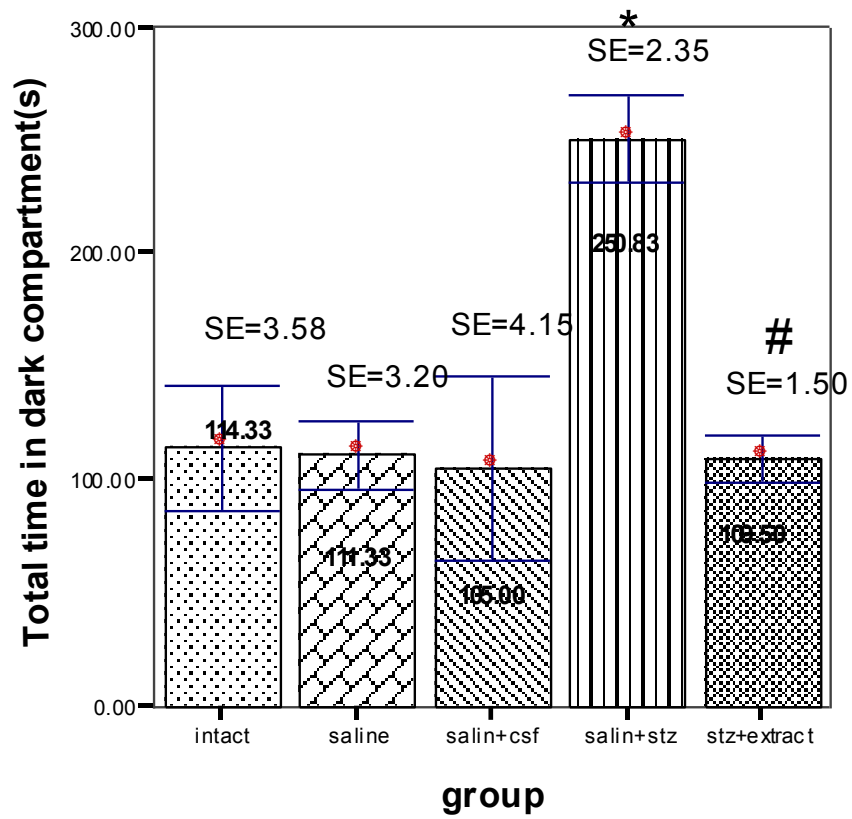 Total time in dark compartment(s)
300.00
200.00
100.00
0.00
*
SE=2.35
250.83
SE=3.58
114.33
SE=3.20
111.33
SE=4.15
105.00
#
SE=1.50
109.50
intact
saline
salin+csf
salin+stz
stz+extract
group